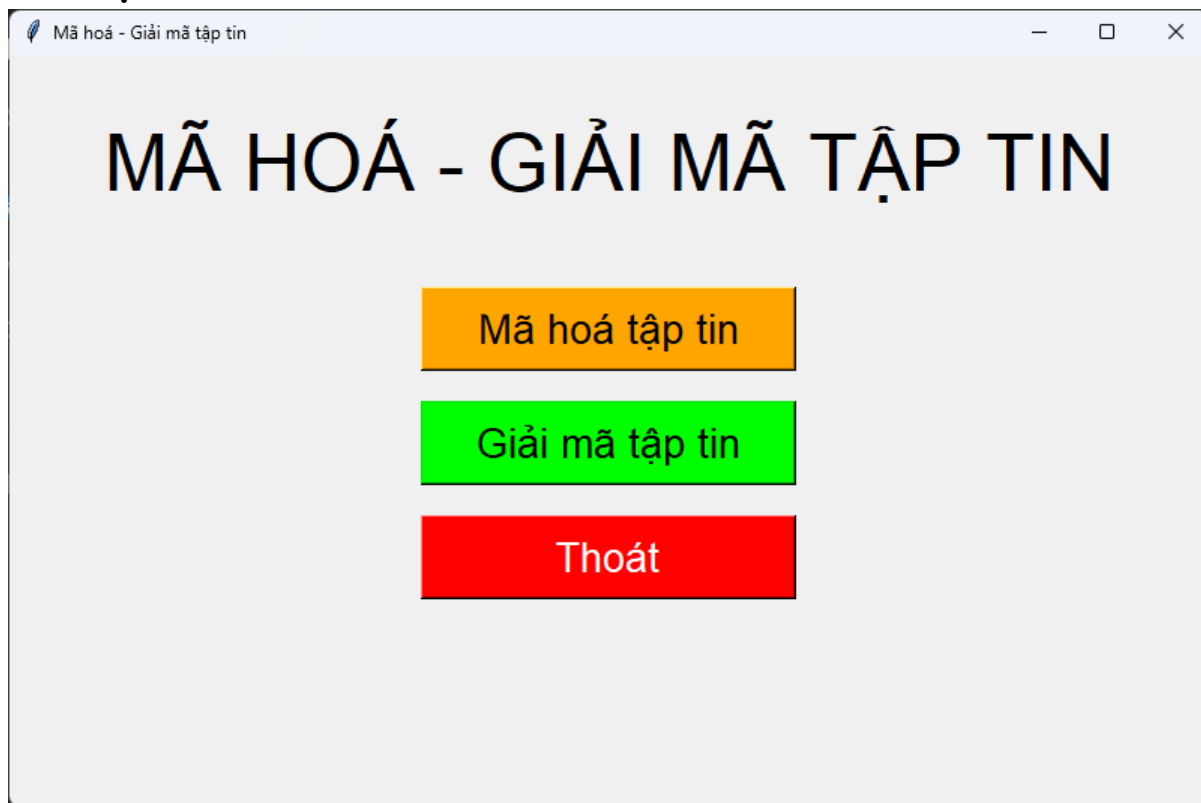 Mã hoá - Giải mã tập tin
MÃ HOÁ - GIẢI MÃ TẬP TIN
Mã hoá tập tin
Giải mã tập tin
Thoát